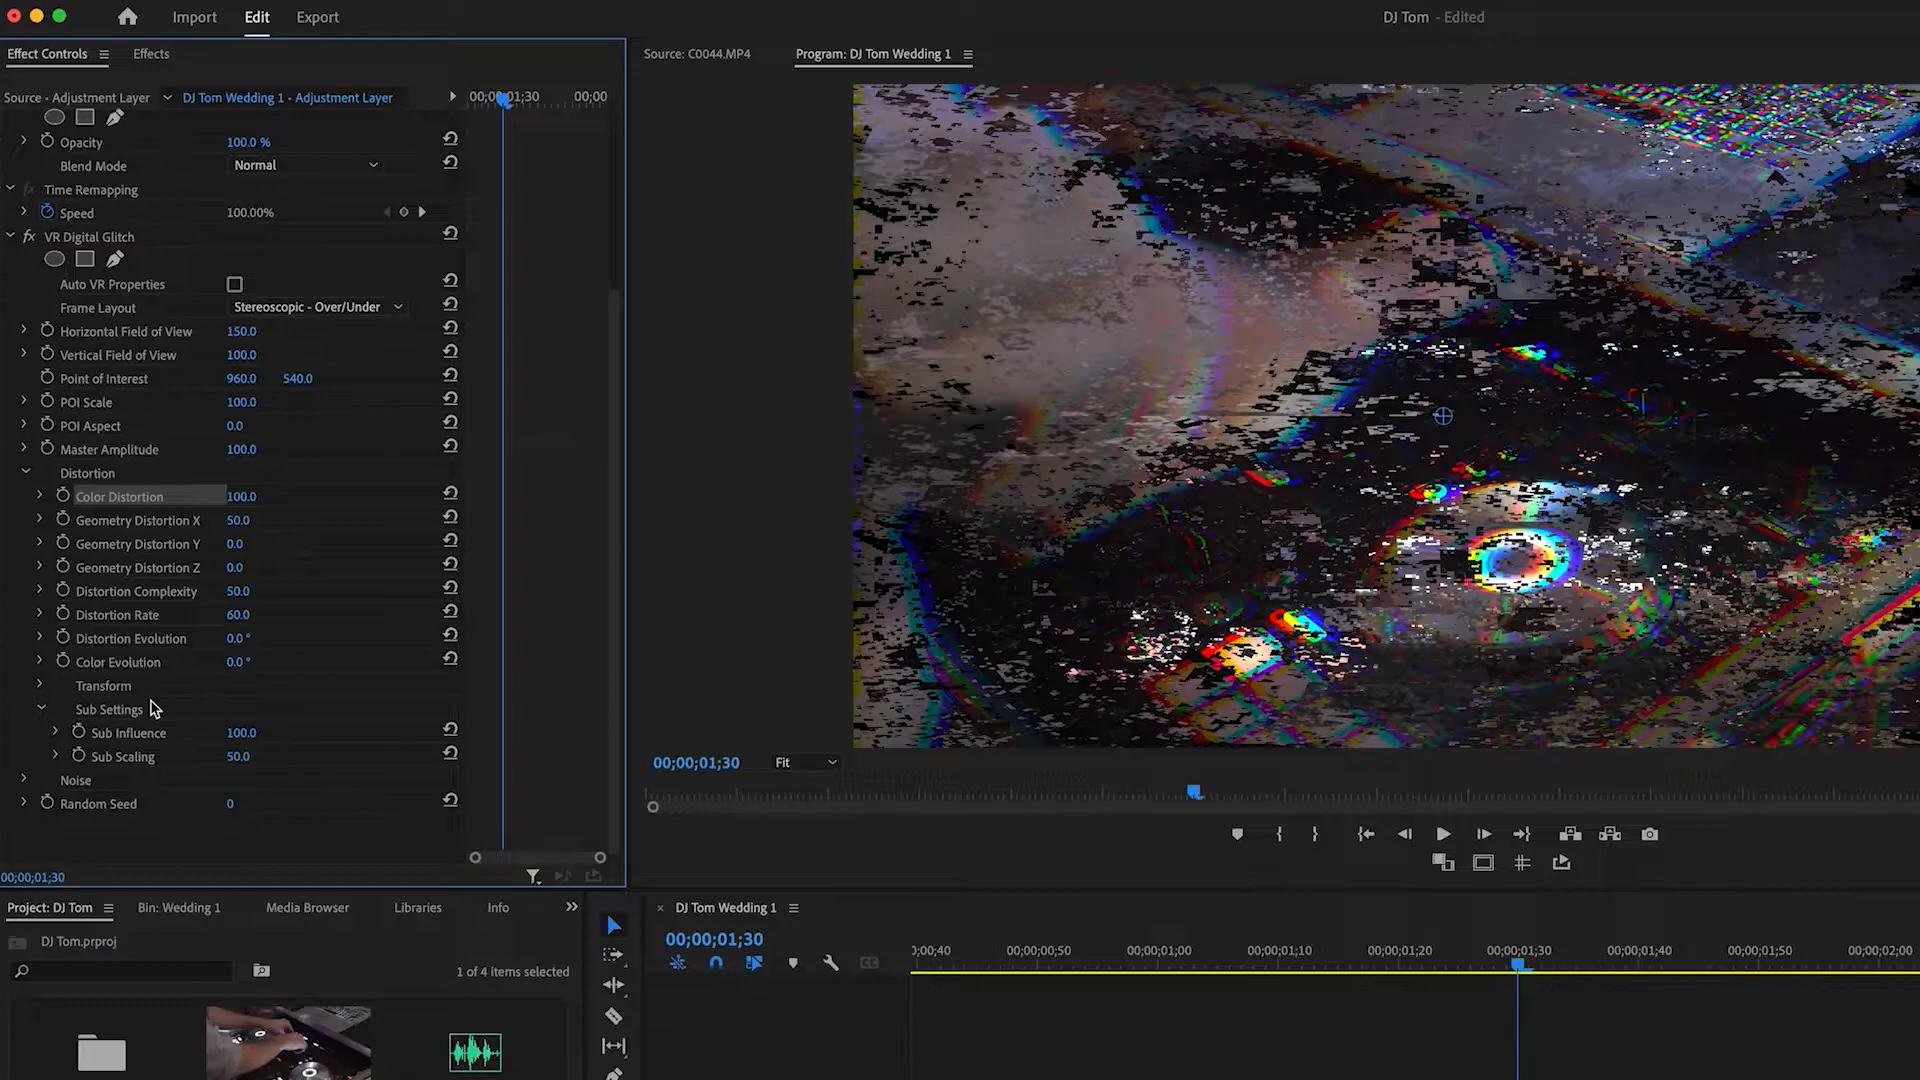 Import Edit Export DJ Tom - Edited
Effect Controls Effects
Source: C0044.MP4 Program: DJ Tom Wedding 1
Source - Adjustment Layer DJ Tom Wedding 1 - Adjustment Layer 00;00;01;30 00;00
Opacity 100.0 %
Blend Mode Normal
fx Time Remapping
Speed 100.00%
fx VR Digital Glitch
Auto VR Properties
Frame Layout Stereoscopic - Over/Under
Horizontal Field of View 150.0
Vertical Field of View 100.0
Point of Interest 960.0 540.0
POI Scale 100.0
POI Aspect 0.0
Master Amplitude 100.0
Distortion
Color Distortion 100.0
Geometry Distortion X 50.0
Geometry Distortion Y 0.0
Geometry Distortion Z 0.0
Distortion Complexity 50.0
Distortion Rate 60.0
Distortion Evolution 0.0 °
Color Evolution 0.0 °
Transform
Sub Settings
Sub Influence 100.0
Sub Scaling 50.0
Noise
Random Seed 0
00;00;01;30
00;00;01;30 Fit
Project: DJ Tom Bin: Wedding 1 Media Browser Libraries Info
DJ Tom.prproj
1 of 4 items selected
× DJ Tom Wedding 1
00;00;01;30
00;00;00;50 00;00;01;00 00;00;01;10 00;00;01;20 00;00;01;30 00;00;01;40 00;00;01;50 00;00;02;00